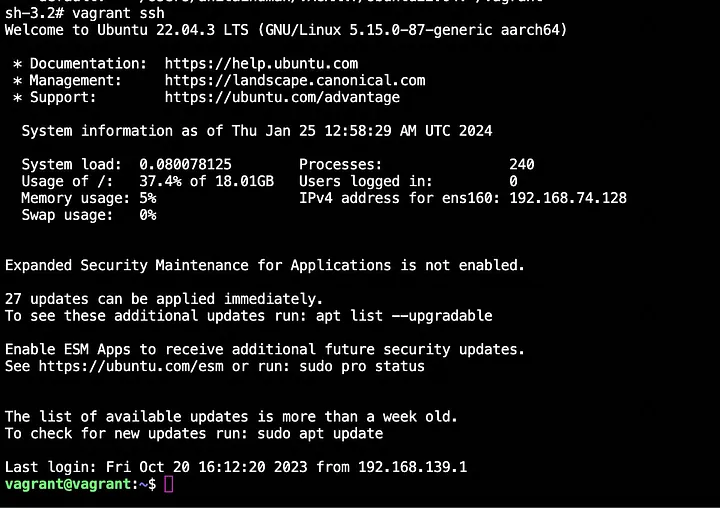 sh-3.2# vagrant ssh
Welcome to Ubuntu 22.04.3 LTS (GNU/Linux 5.15.0-87-generic aarch64)
* Documentation: https://help.ubuntu.com
* Management: https://landscape.canonical.com
* Support: https://ubuntu.com/advantage
System information as of Thu Jan 25 12:58:29 AM UTC 2024
System load: 0.080078125 Processes: 240
Usage of /: 37.4% of 18.01GB Users logged in: 0
Memory usage: 5% IPv4 address for ens160: 192.168.74.128
Swap usage: 0%
Expanded Security Maintenance for Applications is not enabled.
27 updates can be applied immediately.
To see these additional updates run: apt list --upgradable
Enable ESM Apps to receive additional future security updates.
See https://ubuntu.com/esm or run: sudo pro status
The list of available updates is more than a week old.
To check for new updates run: sudo apt update
Last login: Fri Oct 20 16:12:20 2023 from 192.168.139.1
vagrant@vagrant:~$